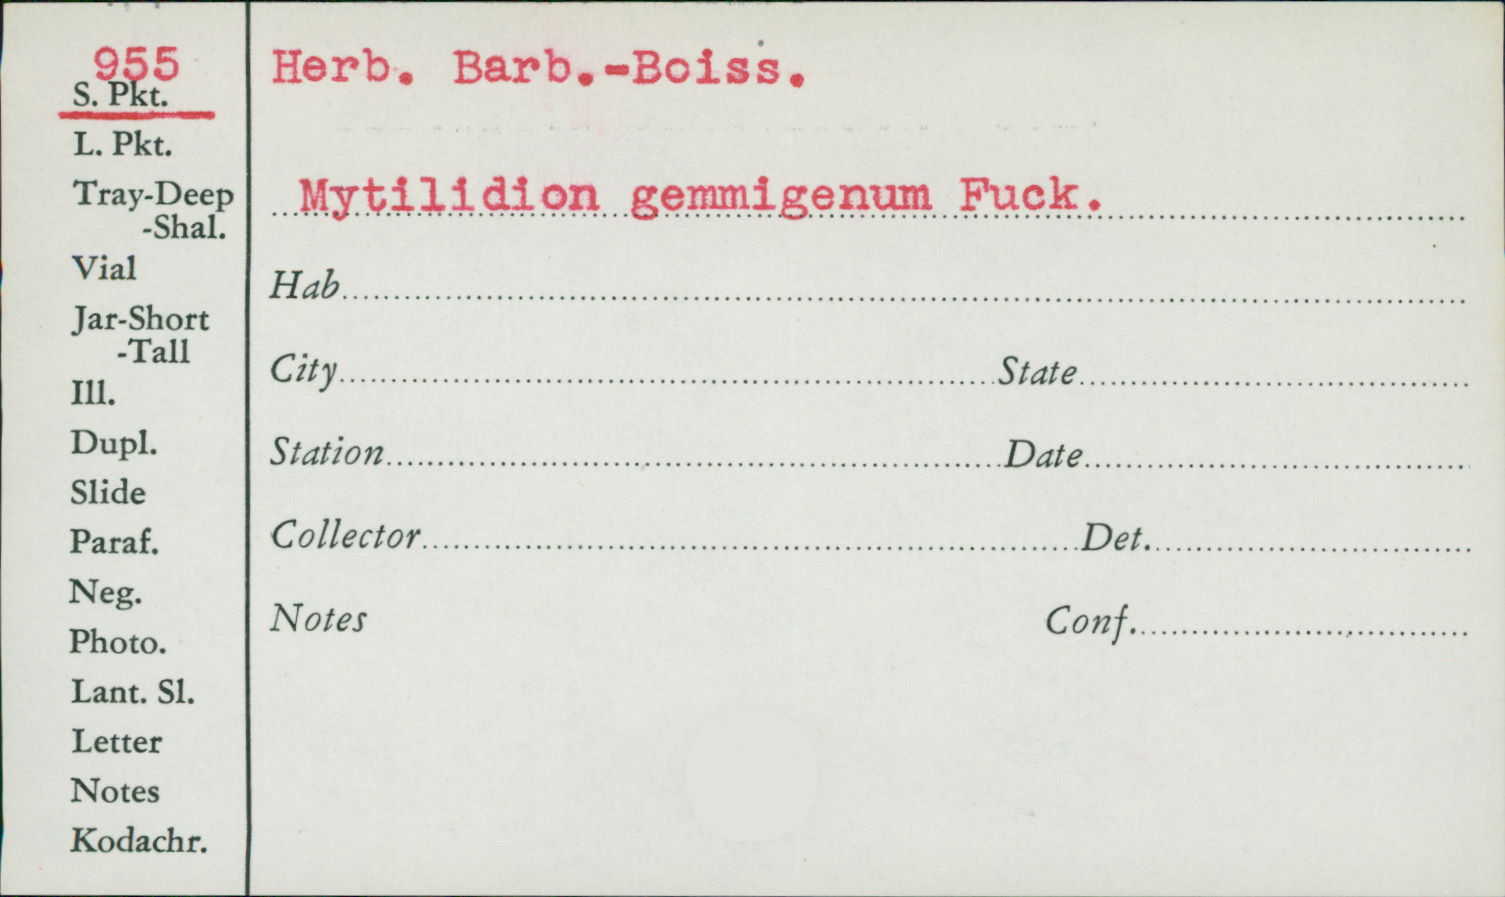 955
S. Pkt.
L. Pkt.
Tray-Deep
-Shal.
Vial
Jar-Short
-Tall
Ill.
Dupl.
Slide
Paraf.
Neg.
Photo.
Lant. Sl.
Letter
Notes
Kodachr.
Herb. Barb.-Boiss.
Mytilidion gemmigenum Fuck.
Hab
City State
Station Date
Collector Det.
Notes Conf.